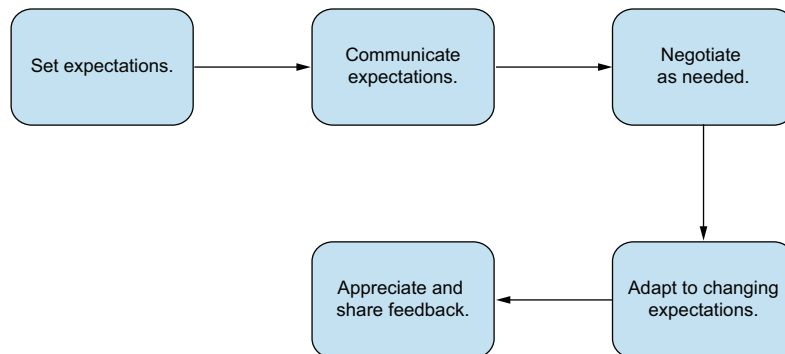 Set expectations.
Communicate
expectations.
Negotiate
as needed.
Adapt to changing
expectations.
Appreciate and
share feedback.